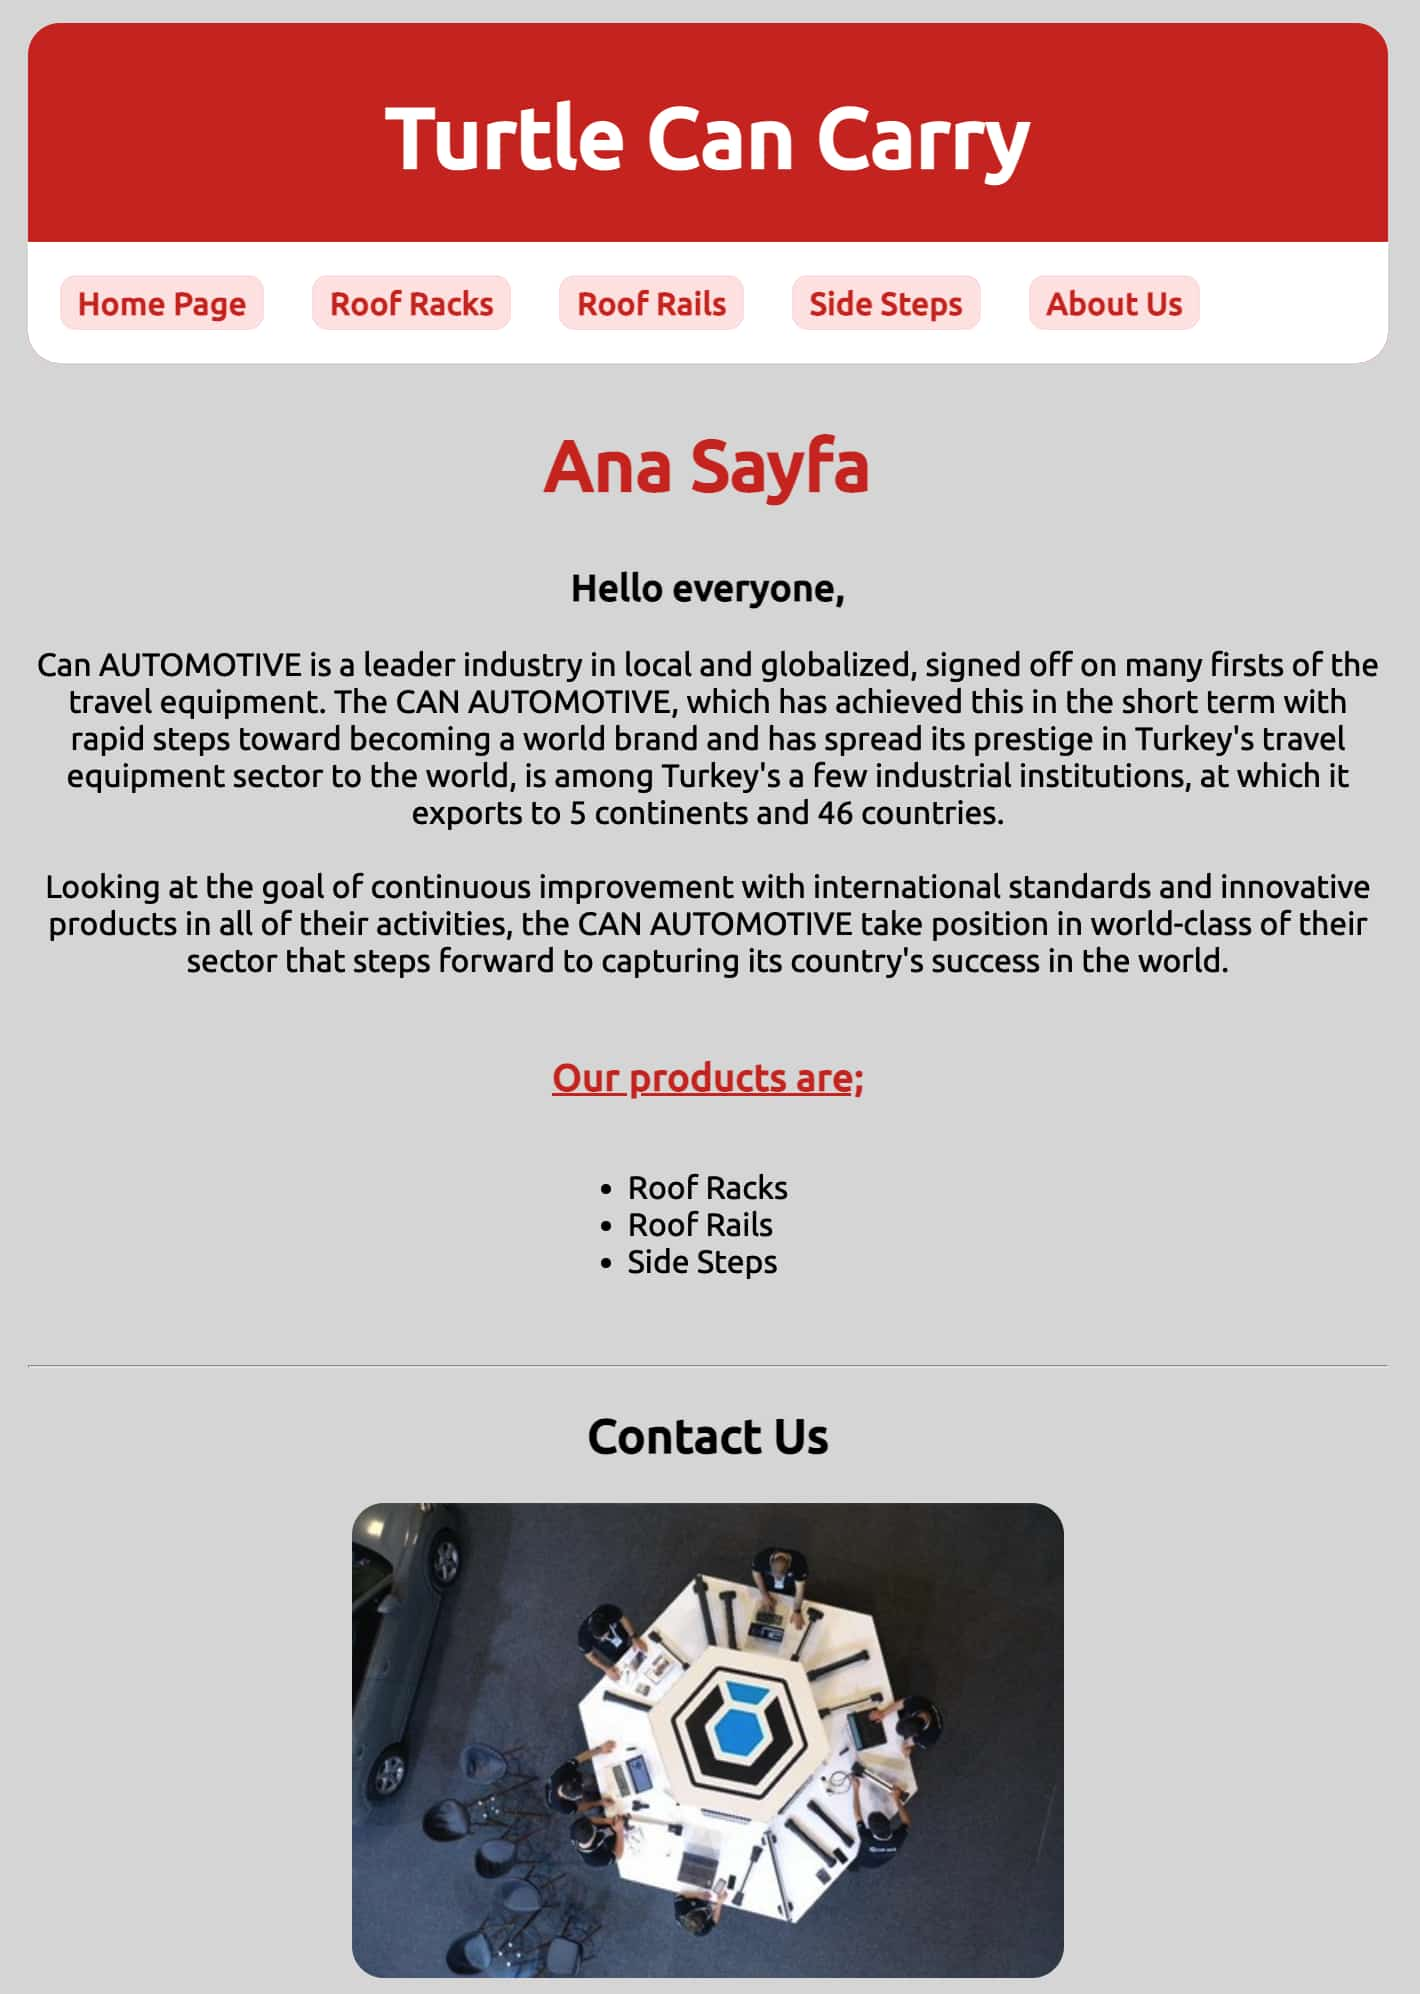 Turtle Can Carry
Home Page Roof Racks Roof Rails Side Steps About Us
Ana Sayfa
Hello everyone,
Can AUTOMOTIVE is a leader industry in local and globalized, signed off on many firsts of the
travel equipment. The CAN AUTOMOTIVE, which has achieved this in the short term with
rapid steps toward becoming a world brand and has spread its prestige in Turkey's travel
equipment sector to the world, is among Turkey's a few industrial institutions, at which it
exports to 5 continents and 46 countries.
Looking at the goal of continuous improvement with international standards and innovative
products in all of their activities, the CAN AUTOMOTIVE take position in world-class of their
sector that steps forward to capturing its country's success in the world.
Our products are;
• Roof Racks
• Roof Rails
• Side Steps
Contact Us